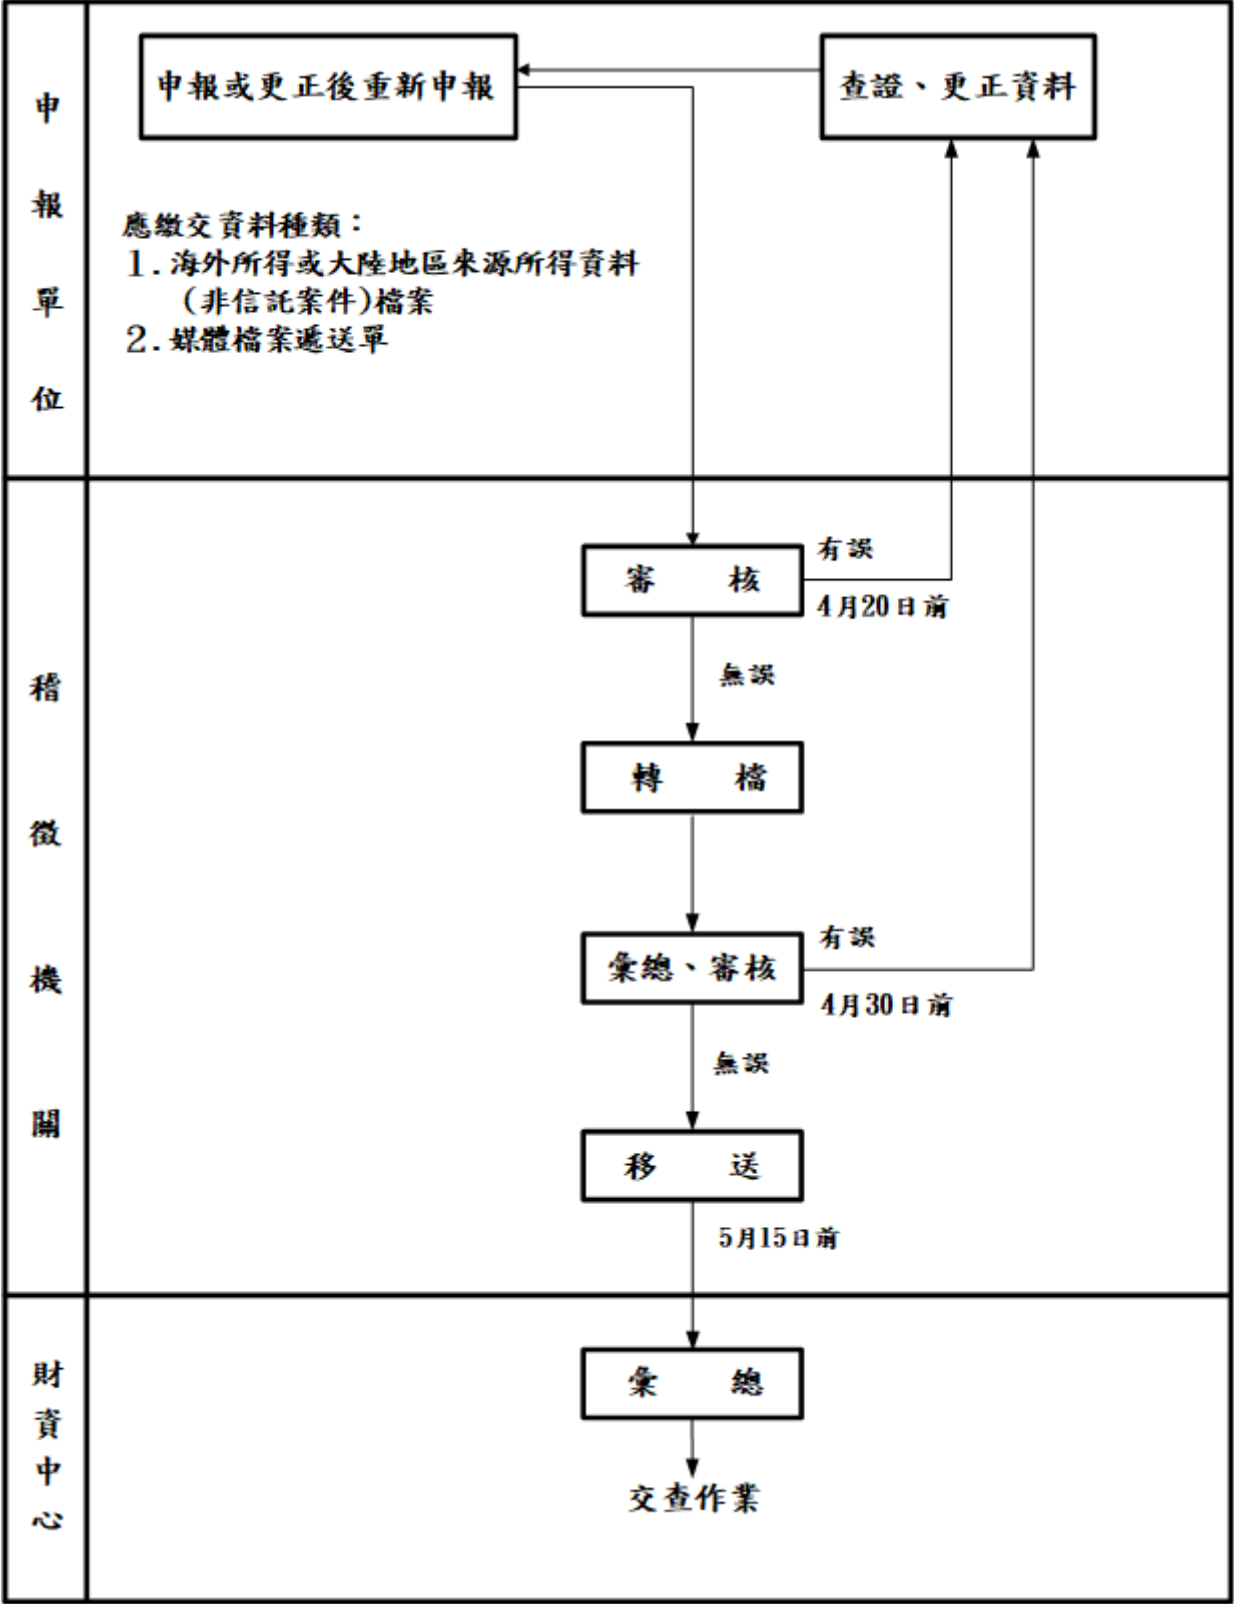 申報單位
申報或更正後重新申報
查證、更正資料
應繳交資料種類：
1.海外所得或大陸地區來源所得資料
(非信託案件)檔案
2.媒體檔案遞送單
稽徵機關
審 核
有誤
4月20日前
無誤
轉 檔
彙總、審核
有誤
4月30日前
無誤
移 送
5月15日前
財資中心
彙 總
交查作業